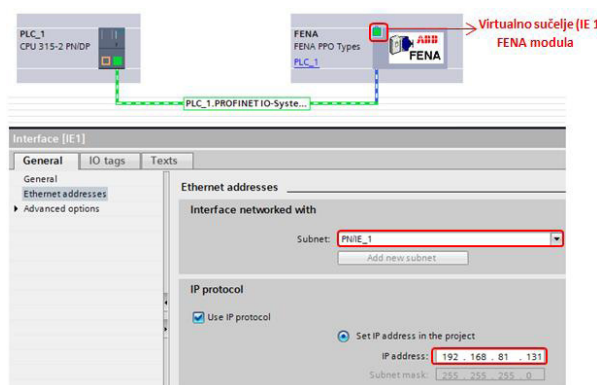 PLC_1
CPU 315-2 PN/DP
FENA
FENA PPO Types
PLC_1
ABB
FENA
Virtualno sučelje (IE 1
FENA modula
PLC_1.PROFINET IO-Syste...
Interface [IE1]
General IO tags Texts
General
Ethernet addresses
Advanced options
Ethernet addresses
Interface networked with
Subnet: PN/IE_1
Add new subnet
IP protocol
Use IP protocol
Set IP address in the project
IP address: 192 . 168 . 81 . 131
Subnet mask: 255 . 255 . 255 . 0